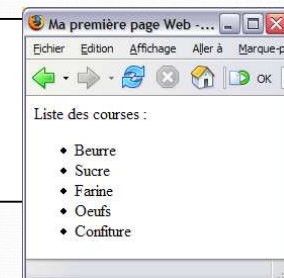 Ma première page Web -...
Fichier Edition Affichage Aller à Marque-p
OK
Liste des courses :
Beurre
Sucre
Farine
Oeufs
Confiture